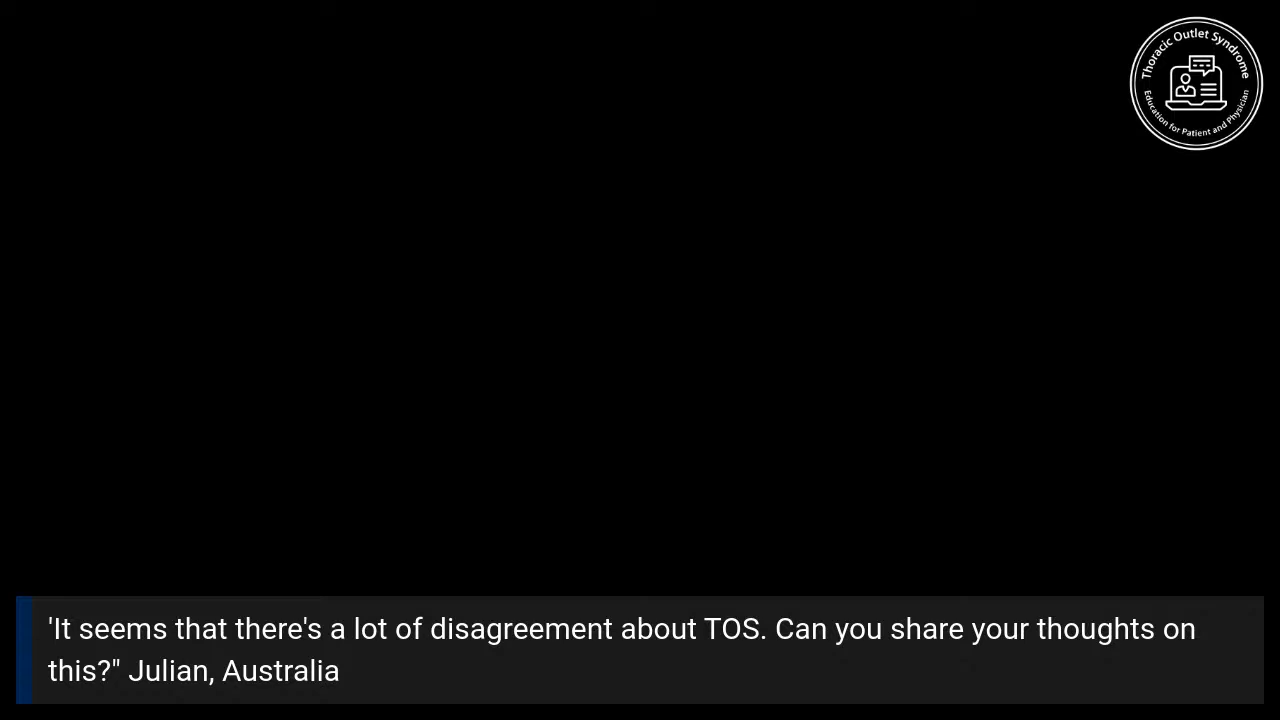 Thoracic Outlet Syndrome
Education for Patient and Physician
'It seems that there's a lot of disagreement about TOS. Can you share your thoughts on
this?" Julian, Australia